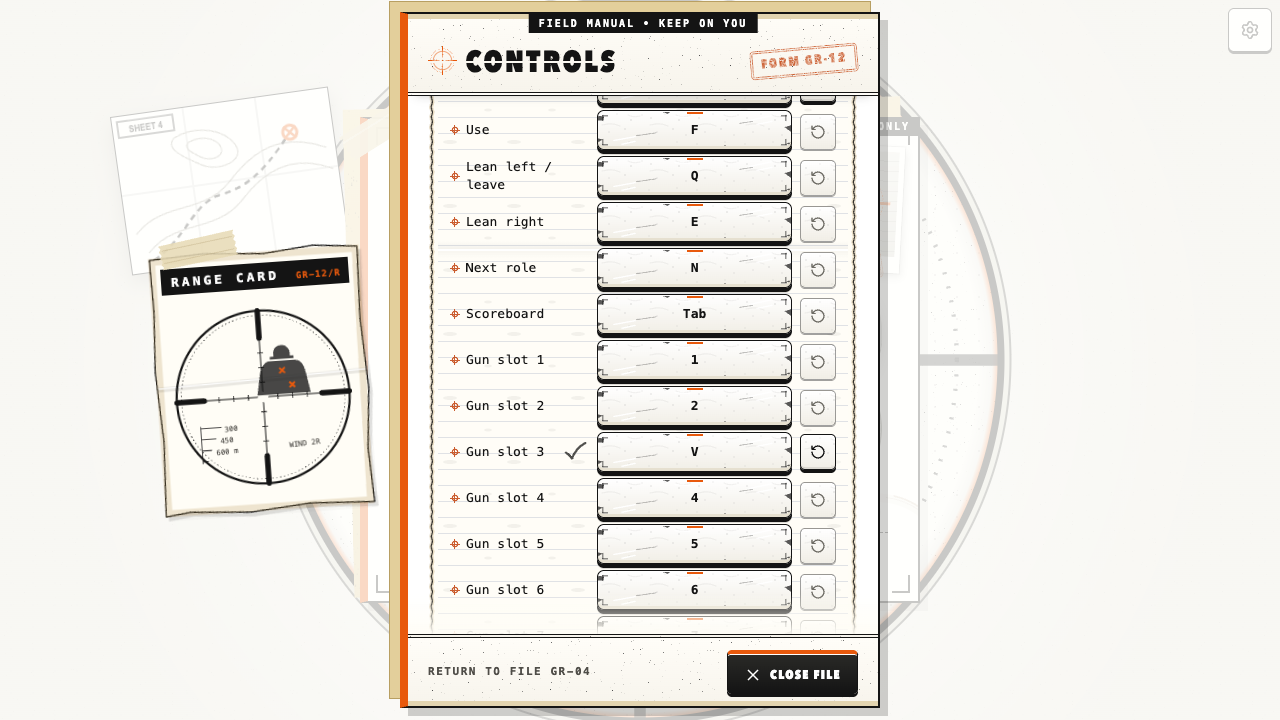 FIELD MANUAL • KEEP ON YOU
CONTROLS
FORM GR-12
SHEET 4
NLY
RANGE CARD GR-12/R
300
450
600 m
WIND 2R
Use F
Lean left /
leave Q
Lean right E
Next role N
Scoreboard Tab
Gun slot 1 1
Gun slot 2 2
Gun slot 3 V
Gun slot 4 4
Gun slot 5 5
Gun slot 6 6
RETURN TO FILE GR-04
CLOSE FILE